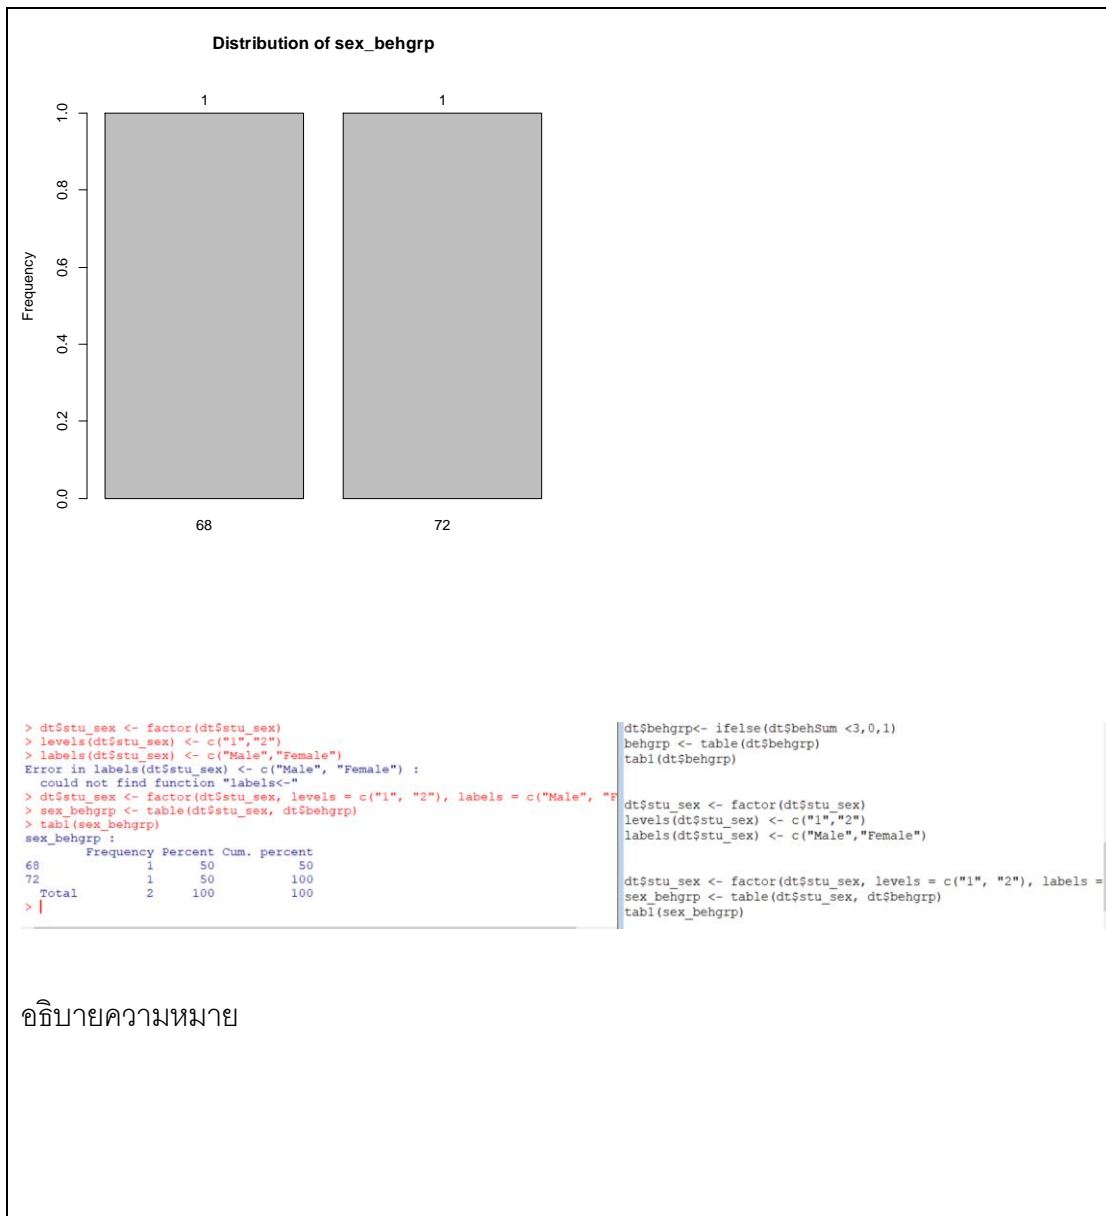 Distribution of sex_behgrp
1 1
Frequency
1.0
0.8
0.6
0.4
0.2
0.0
68 72
> dt$stu_sex <- factor(dt$stu_sex)
> levels(dt$stu_sex) <- c("1","2")
> labels(dt$stu_sex) <- c("Male","Female")
Error in labels(dt$stu_sex) <- c("Male", "Female") :
could not find function "labels<-"
> dt$stu_sex <- factor(dt$stu_sex, levels = c("1", "2"), labels = c("Male", "F
> sex_behgrp <- table(dt$stu_sex, dt$behgrp)
> tab1(sex_behgrp)
sex_behgrp :
Frequency Percent Cum. percent
68 1 50 50
72 1 50 100
Total 2 100 100
>
dt$behgrp<- ifelse(dt$behSum <3,0,1)
behgrp <- table(dt$behgrp)
tab1(dt$behgrp)
dt$stu_sex <- factor(dt$stu_sex)
levels(dt$stu_sex) <- c("1","2")
labels(dt$stu_sex) <- c("Male","Female")
dt$stu_sex <- factor(dt$stu_sex, levels = c("1", "2"), labels =
sex_behgrp <- table(dt$stu_sex, dt$behgrp)
tab1(sex_behgrp)
อธิบายความหมาย